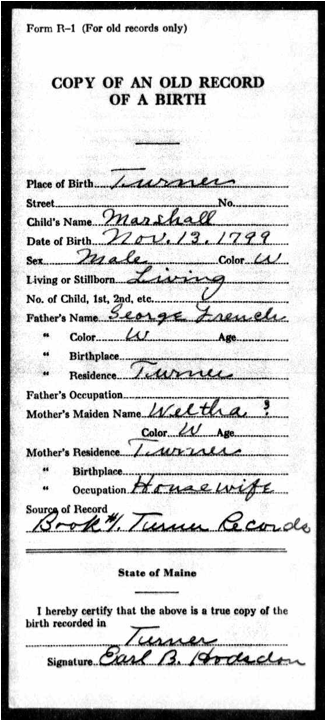 Form R-1 (For old records only)
COPY OF AN OLD RECORD
OF A BIRTH
Place of Birth Turner
Street No.
Child's Name Marshall
Date of Birth Nov. 13. 1799
Sex Male Color W
Living or Stillborn Living
No. of Child, 1st, 2nd, etc.
Father's Name George French
" Color W Age
" Birthplace
" Residence Turner
Father's Occupation
Mother's Maiden Name Weltha ?
Color W Age
Mother's Residence Turner
" Birthplace
" Occupation Housewife
Source of Record
Book #1. Turner Records
State of Maine
I hereby certify that the above is a true copy of the
birth recorded in
Turner
Signature Earl B. Hodsdon